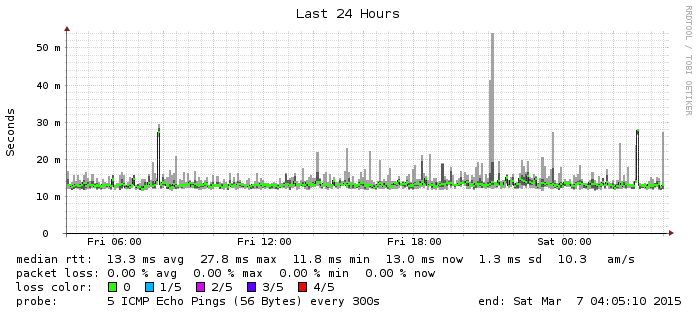 Last 24 Hours
RRDTOOL / TOBI OETIKER
Seconds
50 m
40 m
30 m
20 m
10 m
0
Fri 06:00 Fri 12:00 Fri 18:00 Sat 00:00
median rtt: 13.3 ms avg 27.8 ms max 11.8 ms min 13.0 ms now 1.3 ms sd 10.3 am/s
packet loss: 0.00 % avg 0.00 % max 0.00 % min 0.00 % now
loss color: 0 1/5 2/5 3/5 4/5
probe: 5 ICMP Echo Pings (56 Bytes) every 300s end: Sat Mar 7 04:05:10 2015